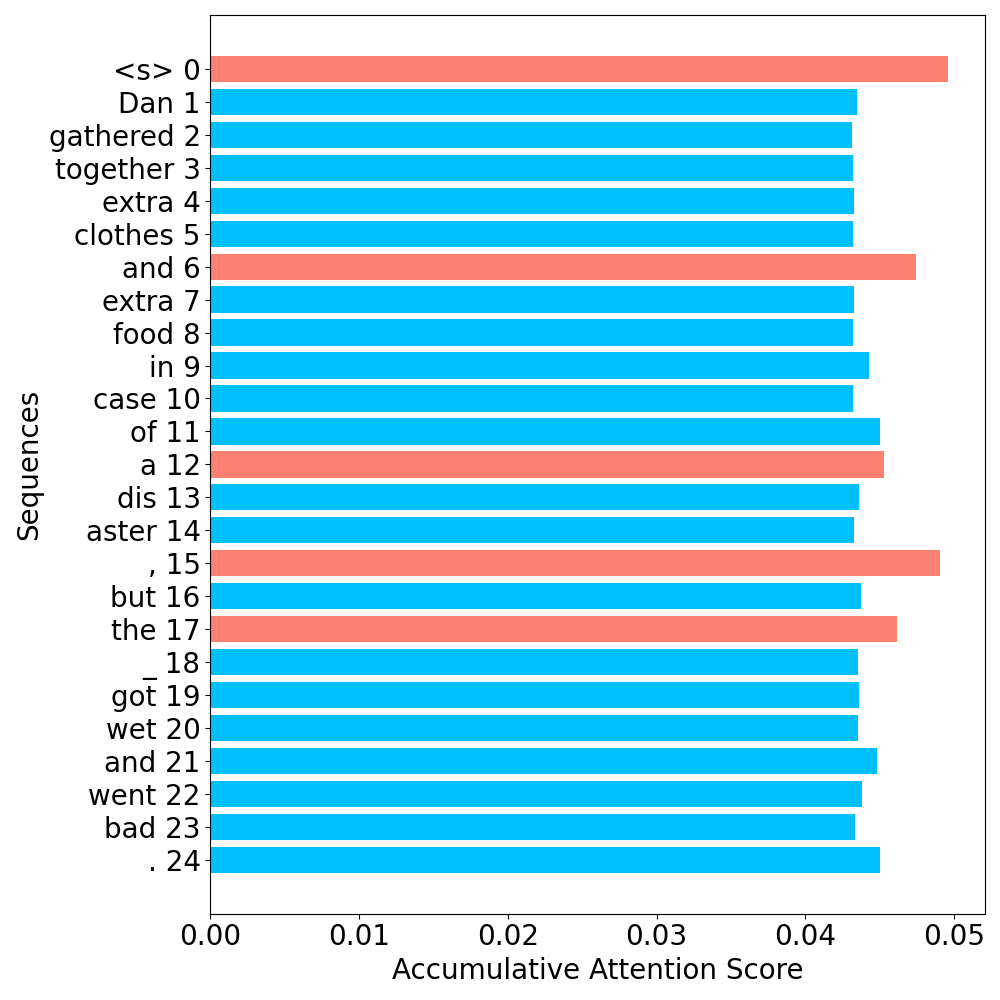 <s> 0
Dan 1
gathered 2
together 3
extra 4
clothes 5
and 6
extra 7
food 8
in 9
case 10
of 11
a 12
dis 13
aster 14
, 15
but 16
the 17
_ 18
got 19
wet 20
and 21
went 22
bad 23
. 24
Sequences
0.00 0.01 0.02 0.03 0.04 0.05
Accumulative Attention Score